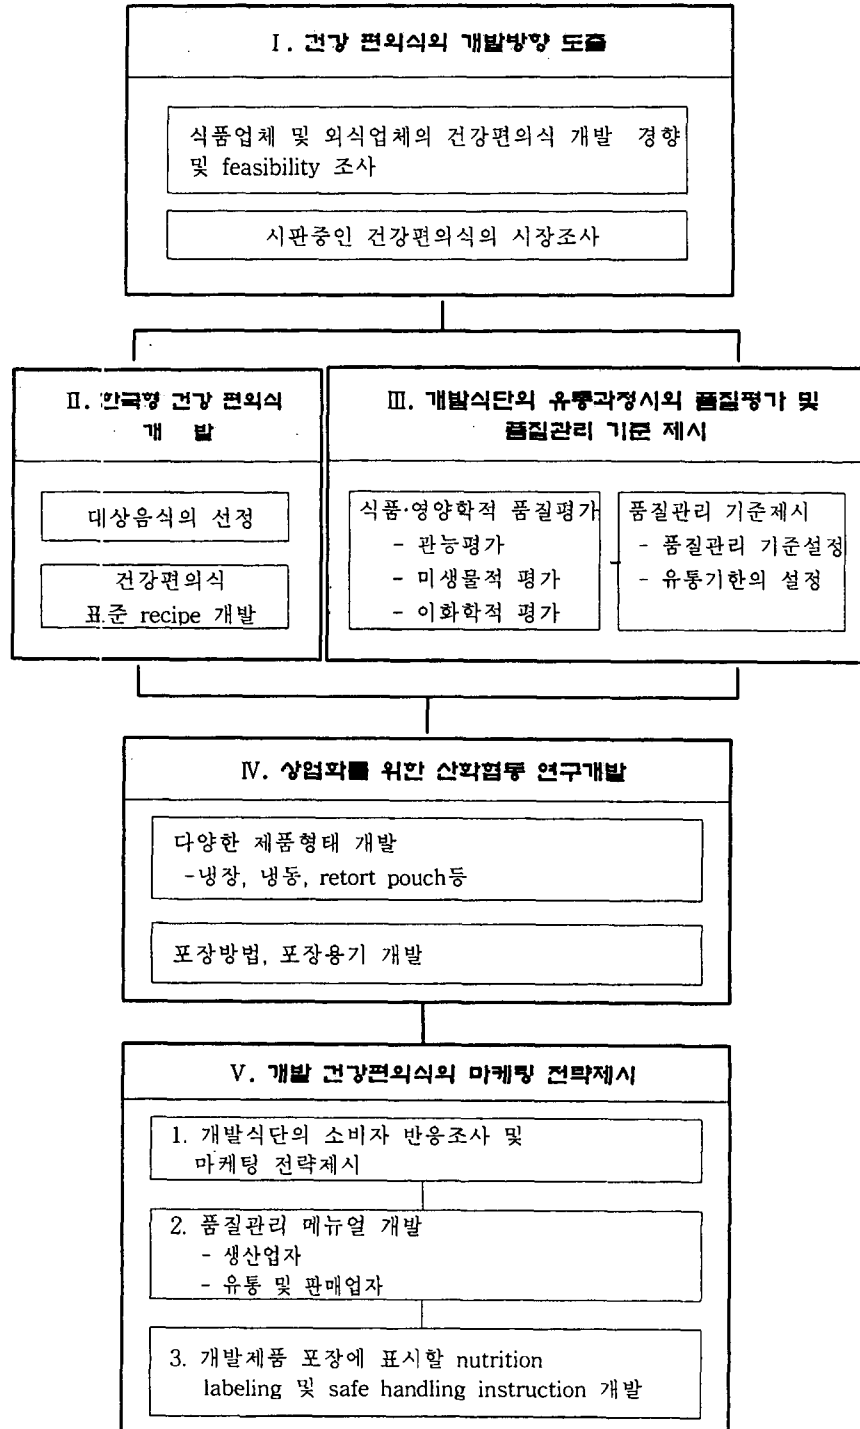 Ⅰ. 건강 편의식의 개발방향 도출
식품업체 및 외식업체의 건강편의식 개발 경향
및 feasibility 조사
시판중인 건강편의식의 시장조사
Ⅱ. 한국형 건강 편의식
개 발
대상음식의 선정
건강편의식
표준 recipe 개발
Ⅲ. 개발식단의 유통과정시의 품질평가 및
품질관리 기준 제시
식품·영양학적 품질평가
- 관능평가
- 미생물적 평가
- 이화학적 평가
품질관리 기준제시
- 품질관리 기준설정
- 유통기한의 설정
Ⅳ. 상업화를 위한 산학협동 연구개발
다양한 제품형태 개발
-냉장, 냉동, retort pouch등
포장방법, 포장용기 개발
Ⅴ. 개발 건강편의식의 마케팅 전략제시
1. 개발식단의 소비자 반응조사 및
마케팅 전략제시
2. 품질관리 메뉴얼 개발
- 생산업자
- 유통 및 판매업자
3. 개발제품 포장에 표시할 nutrition
labeling 및 safe handling instruction 개발